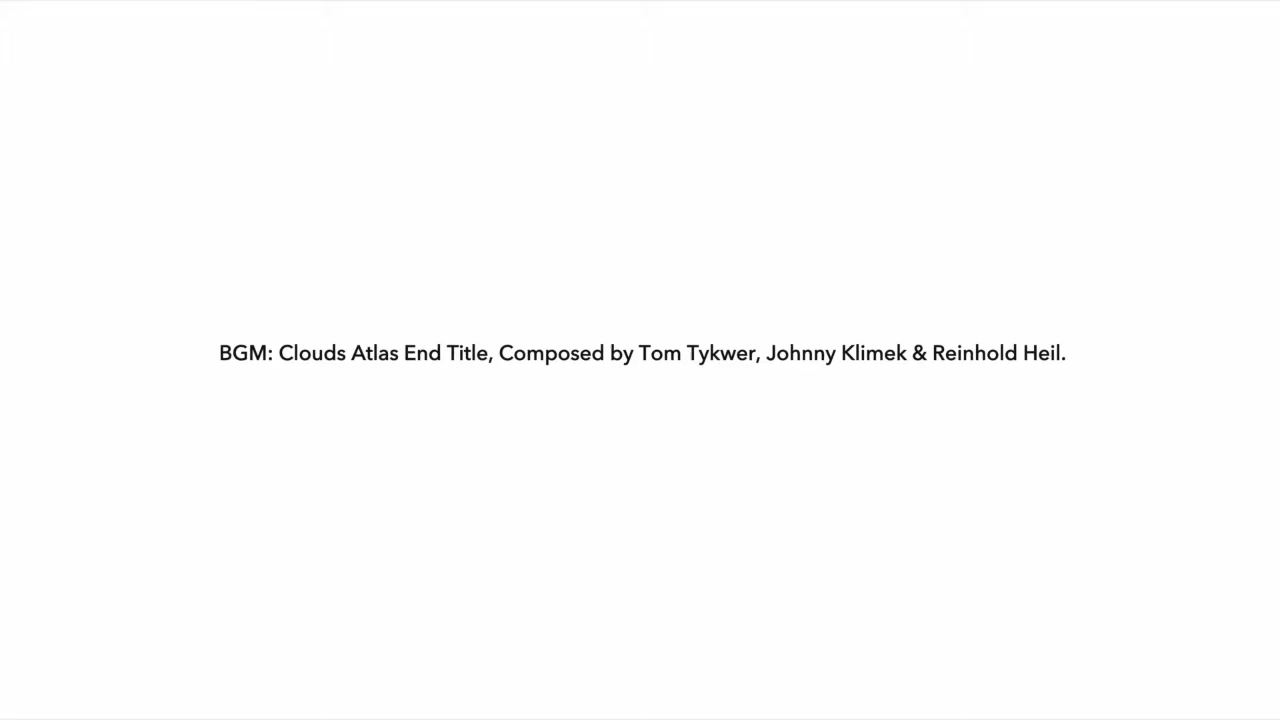 BGM: Clouds Atlas End Title, Composed by Tom Tykwer, Johnny Klimek & Reinhold Heil.